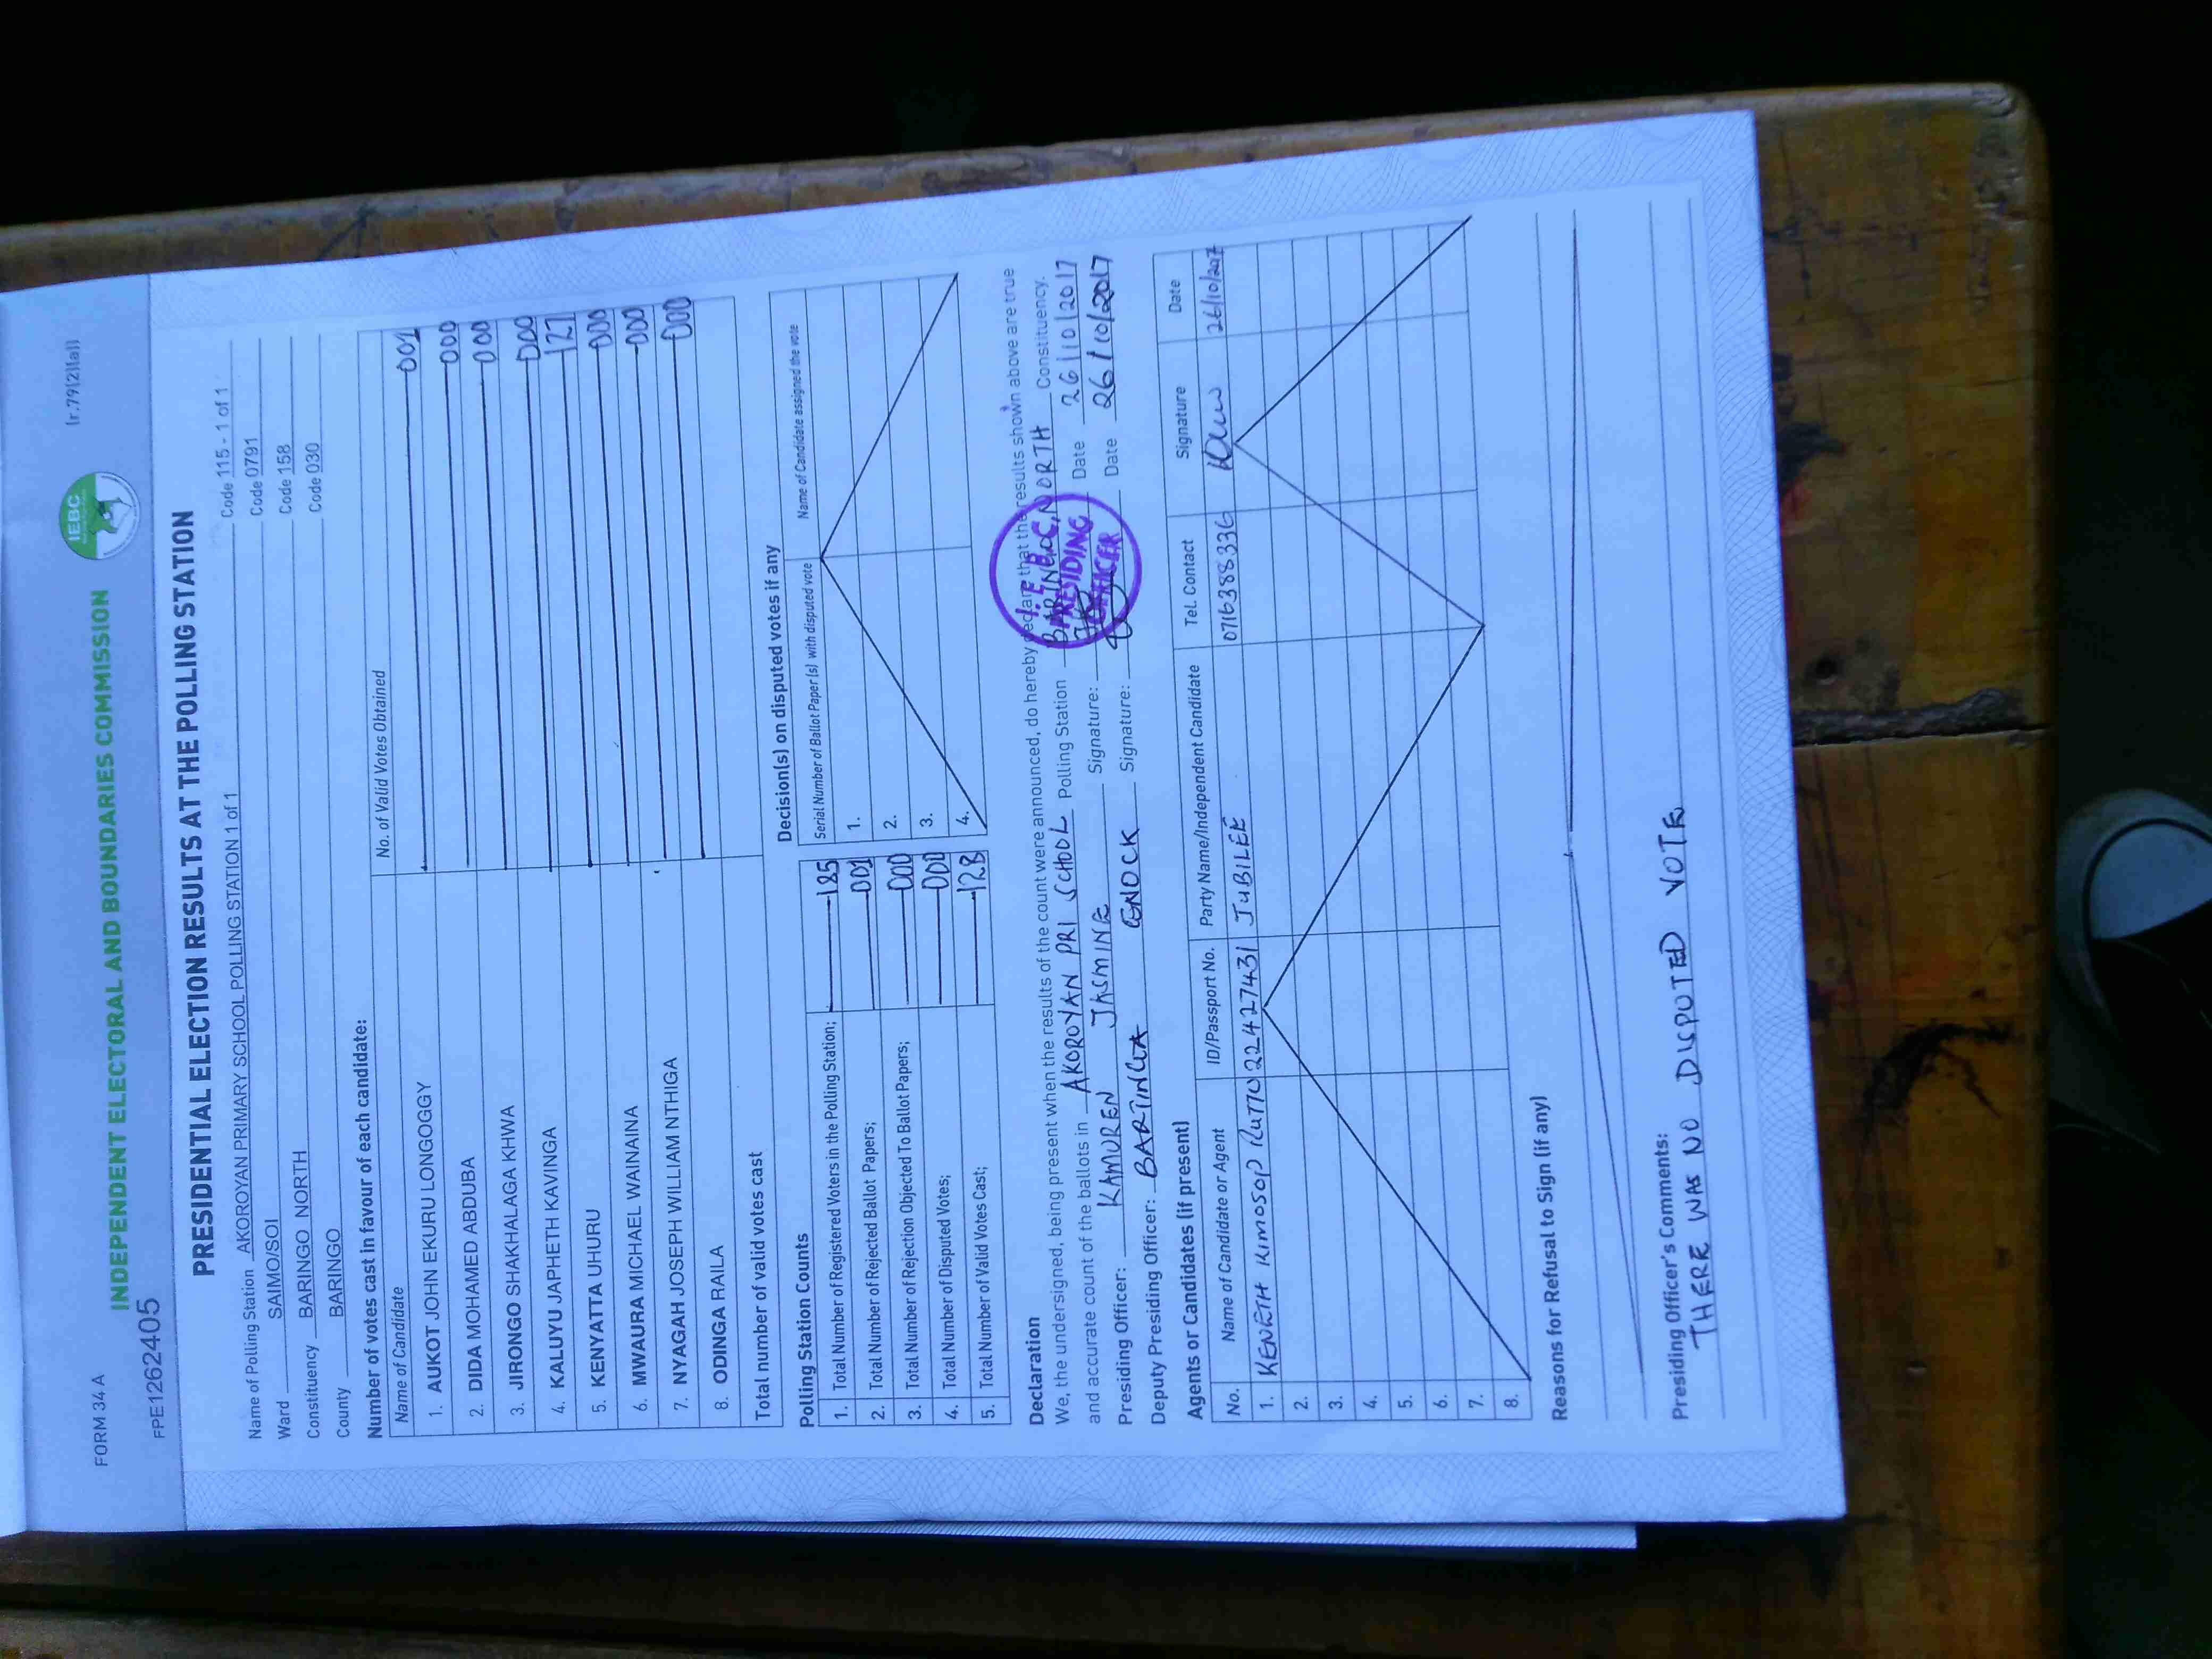 FORM 34 A
(r.79(2)(a))
INDEPENDENT ELECTORAL AND BOUNDARIES COMMISSION
IEBC
FPE1262405
PRESIDENTIAL ELECTION RESULTS AT THE POLLING STATION
Name of Polling Station AKOROYAN PRIMARY SCHOOL POLLING STATION 1 of 1 Code 115 - 1 of 1
Ward SAIMO/SOI Code 0791
Constituency BARINGO NORTH Code 158
County BARINGO Code 030
Number of votes cast in favour of each candidate:
Name of Candidate No. of Valid Votes Obtained
1. AUKOT JOHN EKURU LONGOGGY 001
2. DIDA MOHAMED ABDUBA 000
3. JIRONGO SHAKHALAGA KHWA 000
4. KALUYU JAPHETH KAVINGA 000
5. KENYATTA UHURU 127
6. MWAURA MICHAEL WAINAINA 000
7. NYAGAH JOSEPH WILLIAM NTHIGA 000
8. ODINGA RAILA 000
Total number of valid votes cast
Polling Station Counts
1. Total Number of Registered Voters in the Polling Station; 185
2. Total Number of Rejected Ballot Papers; 001
3. Total Number of Rejection Objected To Ballot Papers; 000
4. Total Number of Disputed Votes; 000
5. Total Number of Valid Votes Cast; 128
Decision(s) on disputed votes if any
Serial Number of Ballot Paper (s) with disputed vote Name of Candidate assigned the vote
1.
2.
3.
4.
Declaration
We, the undersigned, being present when the results of the count were announced, do hereby declare that the results shown above are true
and accurate count of the ballots in AKOROYAN PRI SCHOOL Polling Station BARINGO NORTH Constituency.
Presiding Officer: KAMUREN JASMINE Signature: Date 26/10/2017
Deputy Presiding Officer: BARTINGA ENOCK Signature: Date 26/10/2017
I.E.B.C.
PRESIDING
OFFICER
Agents or Candidates (if present)
No. Name of Candidate or Agent ID/Passport No. Party Name/Independent Candidate Tel. Contact Signature Date
1. KENETH KIMOSOP RUTTO 22427431 JUBILEE 0716388336 26/10/2017
2.
3.
4.
5.
6.
7.
8.
Reasons for Refusal to Sign (if any)
Presiding Officer's Comments:
THERE WAS NO DISPUTED VOTE